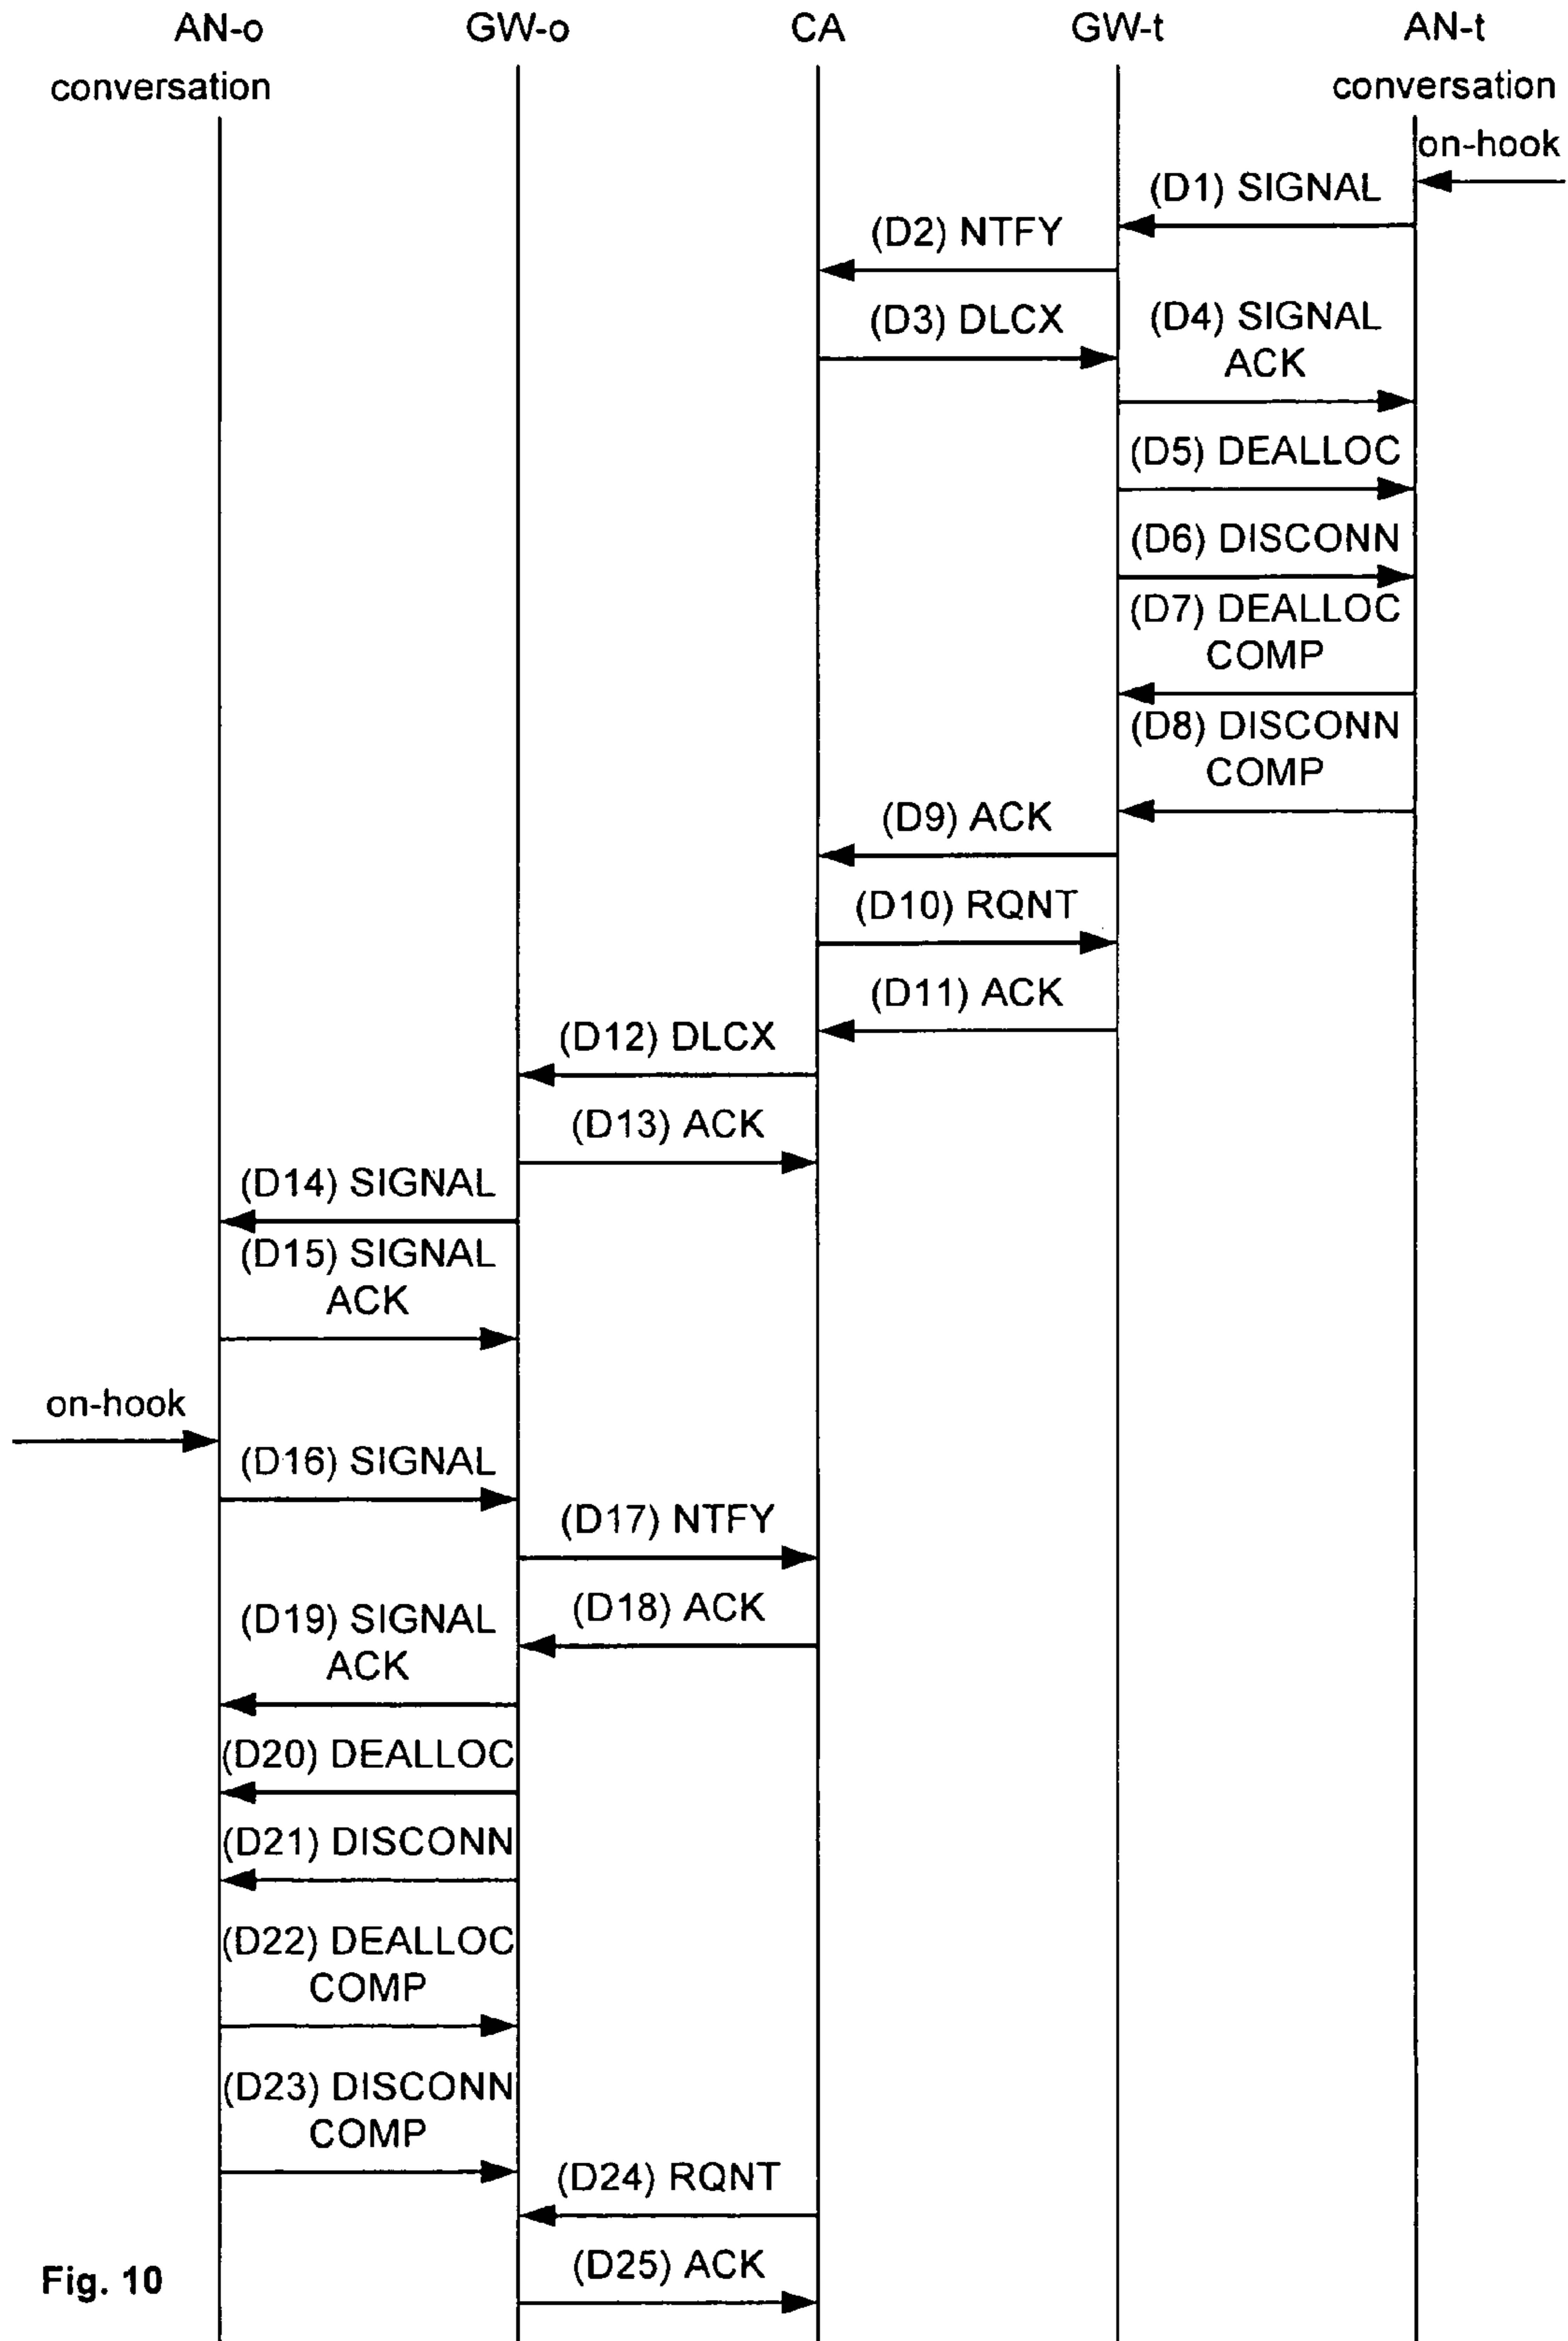 AN-o GW-o CA GW-t AN-t
conversation conversation
on-hook
(D1) SIGNAL
(D2) NTFY
(D3) DLCX
(D4) SIGNAL
ACK
(D5) DEALLOC
(D6) DISCONN
(D7) DEALLOC
COMP
(D8) DISCONN
COMP
(D9) ACK
(D10) RQNT
(D11) ACK
(D12) DLCX
(D13) ACK
(D14) SIGNAL
(D15) SIGNAL
ACK
on-hook
(D16) SIGNAL
(D17) NTFY
(D18) ACK
(D19) SIGNAL
ACK
(D20) DEALLOC
(D21) DISCONN
(D22) DEALLOC
COMP
(D23) DISCONN
COMP
(D24) RQNT
(D25) ACK
Fig. 10